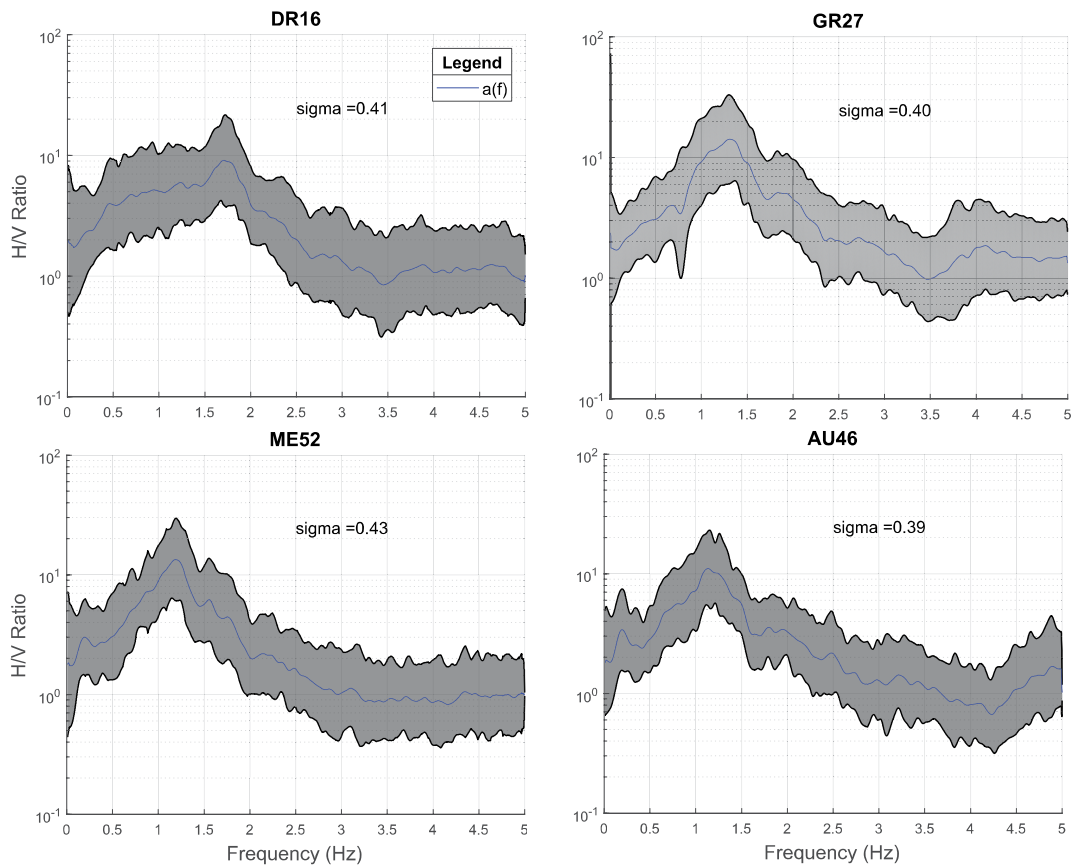 DR16
10^2
10^1
10^0
10^-1
H/V Ratio
Legend
a(f)
sigma =0.41
0 0.5 1 1.5 2 2.5 3 3.5 4 4.5 5
GR27
10^2
10^1
10^0
10^-1
sigma =0.40
0 0.5 1 1.5 2 2.5 3 3.5 4 4.5 5
ME52
10^2
10^1
10^0
10^-1
H/V Ratio
sigma =0.43
0 0.5 1 1.5 2 2.5 3 3.5 4 4.5 5
Frequency (Hz)
AU46
10^2
10^1
10^0
10^-1
sigma =0.39
0 0.5 1 1.5 2 2.5 3 3.5 4 4.5 5
Frequency (Hz)